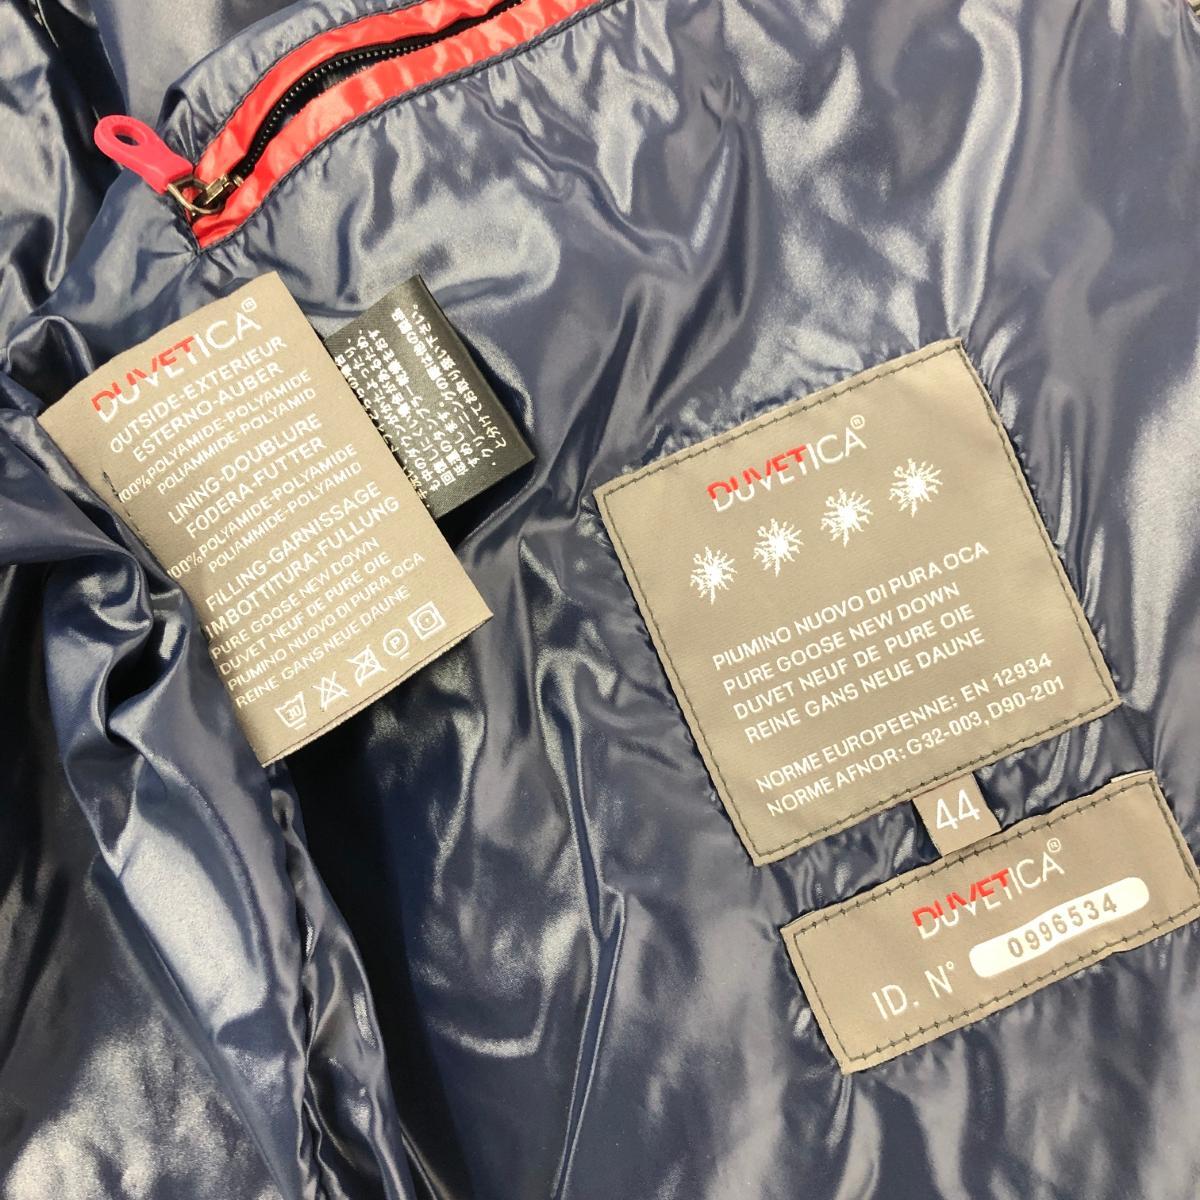 DUVETICA®
OUTSIDE-EXTERIEUR
ESTERNO-AUBER
100%POLYAMIDE-POLYAMIDE
POLIAMMIDE-POLYAMID
LINING-DOUBLURE
FODERA-FUTTER
100%POLYAMIDE-POLYAMIDE
POLIAMMIDE-POLYAMID
FILLING-GARNISSAGE
IMBOTTITURA-FULLUNG
PURE GOOSE NEW DOWN
DUVET NEUF DE PURE OIE
PIUMINO NUOVO DI PURA OCA
REINE GANS NEUE DAUNE
30
P
DUVETICA®
PIUMINO NUOVO DI PURA OCA
PURE GOOSE NEW DOWN
DUVET NEUF DE PURE OIE
REINE GANS NEUE DAUNE
NORME EUROPEENNE: EN 12934
NORME AFNOR: G32-003, D90-201
44
DUVETICA®
ID. N° 0996534